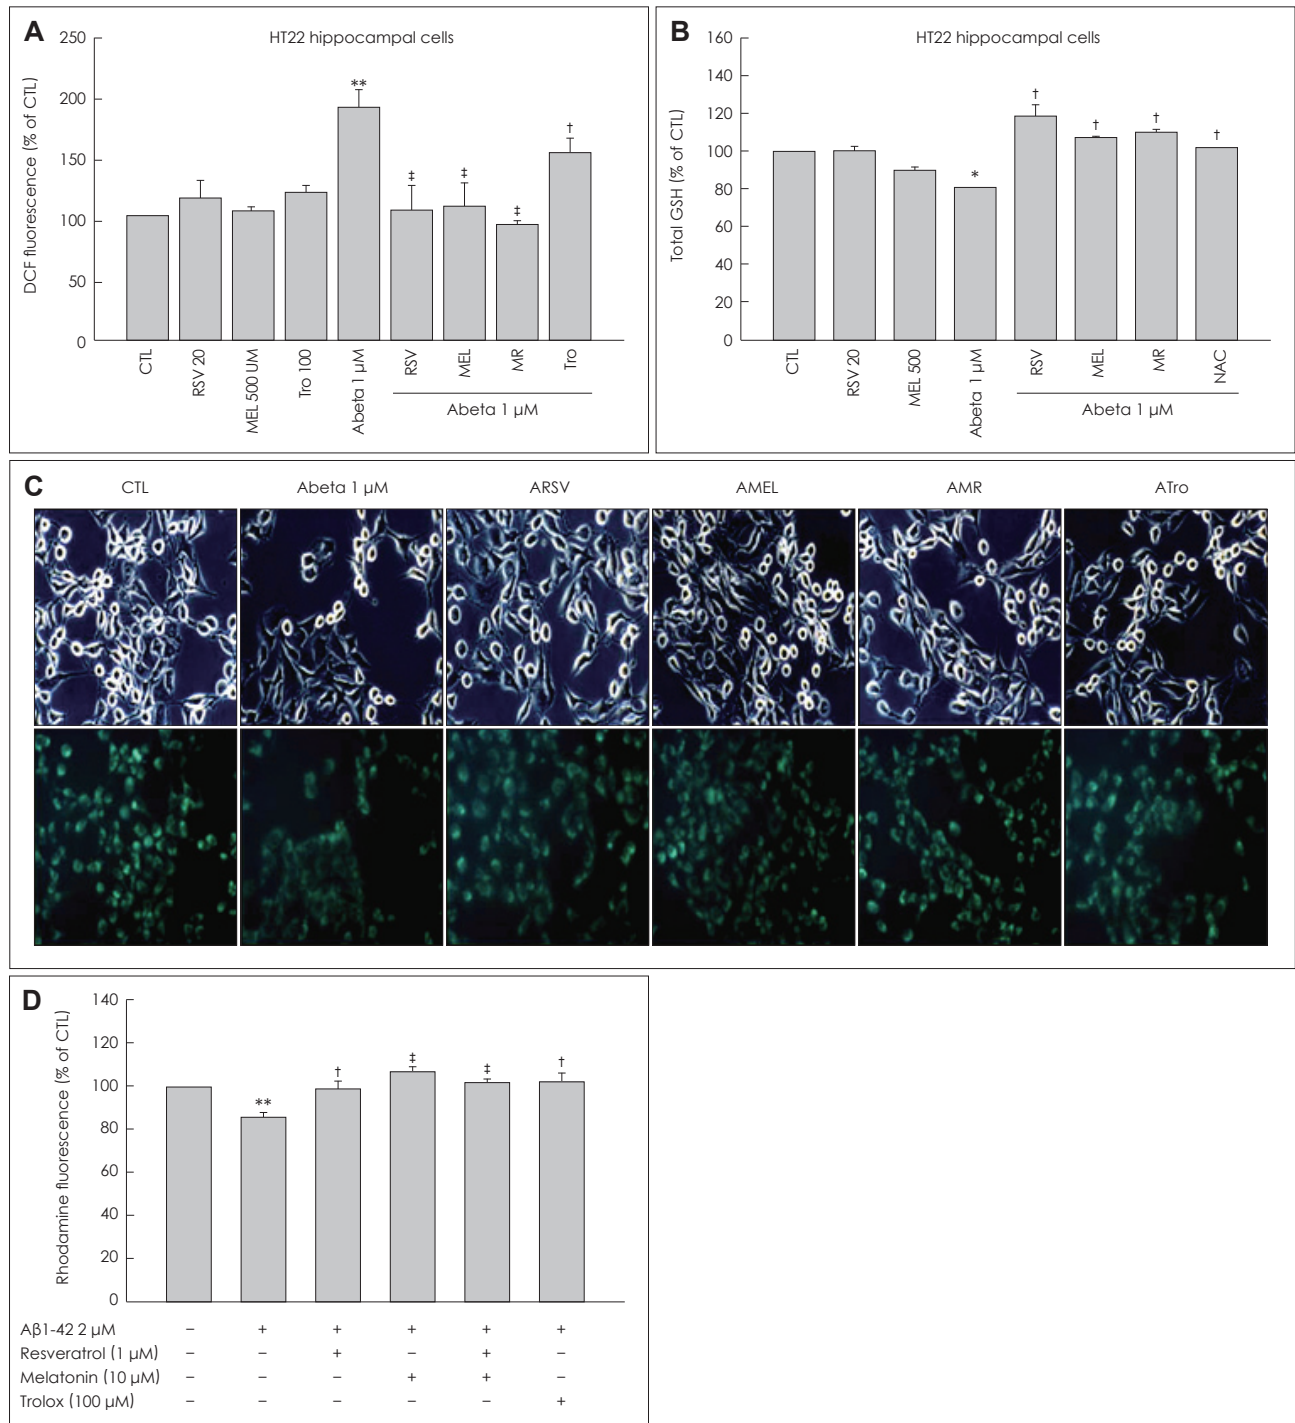 A
HT22 hippocampal cells
DCF fluorescence (% of CTL)
250
200
150
100
50
0
**
‡
‡
‡
†
CTL
RSV 20
MEL 500 UM
Tro 100
Abeta 1 µM
RSV
MEL
MR
Tro
Abeta 1 µM
B
HT22 hippocampal cells
Total GSH (% of CTL)
160
140
120
100
80
60
40
20
0
*
†
†
†
†
CTL
RSV 20
MEL 500
Abeta 1 µM
RSV
MEL
MR
NAC
Abeta 1 µM
C
CTL Abeta 1 µM ARSV AMEL AMR ATro
D
Rhodamine fluorescence (% of CTL)
140
120
100
80
60
40
20
0
**
†
‡
‡
†
Aβ1-42 2 µM – + + + + +
Resveratrol (1 µM) – – + – + –
Melatonin (10 µM) – – – + + –
Trolox (100 µM) – – – – – +